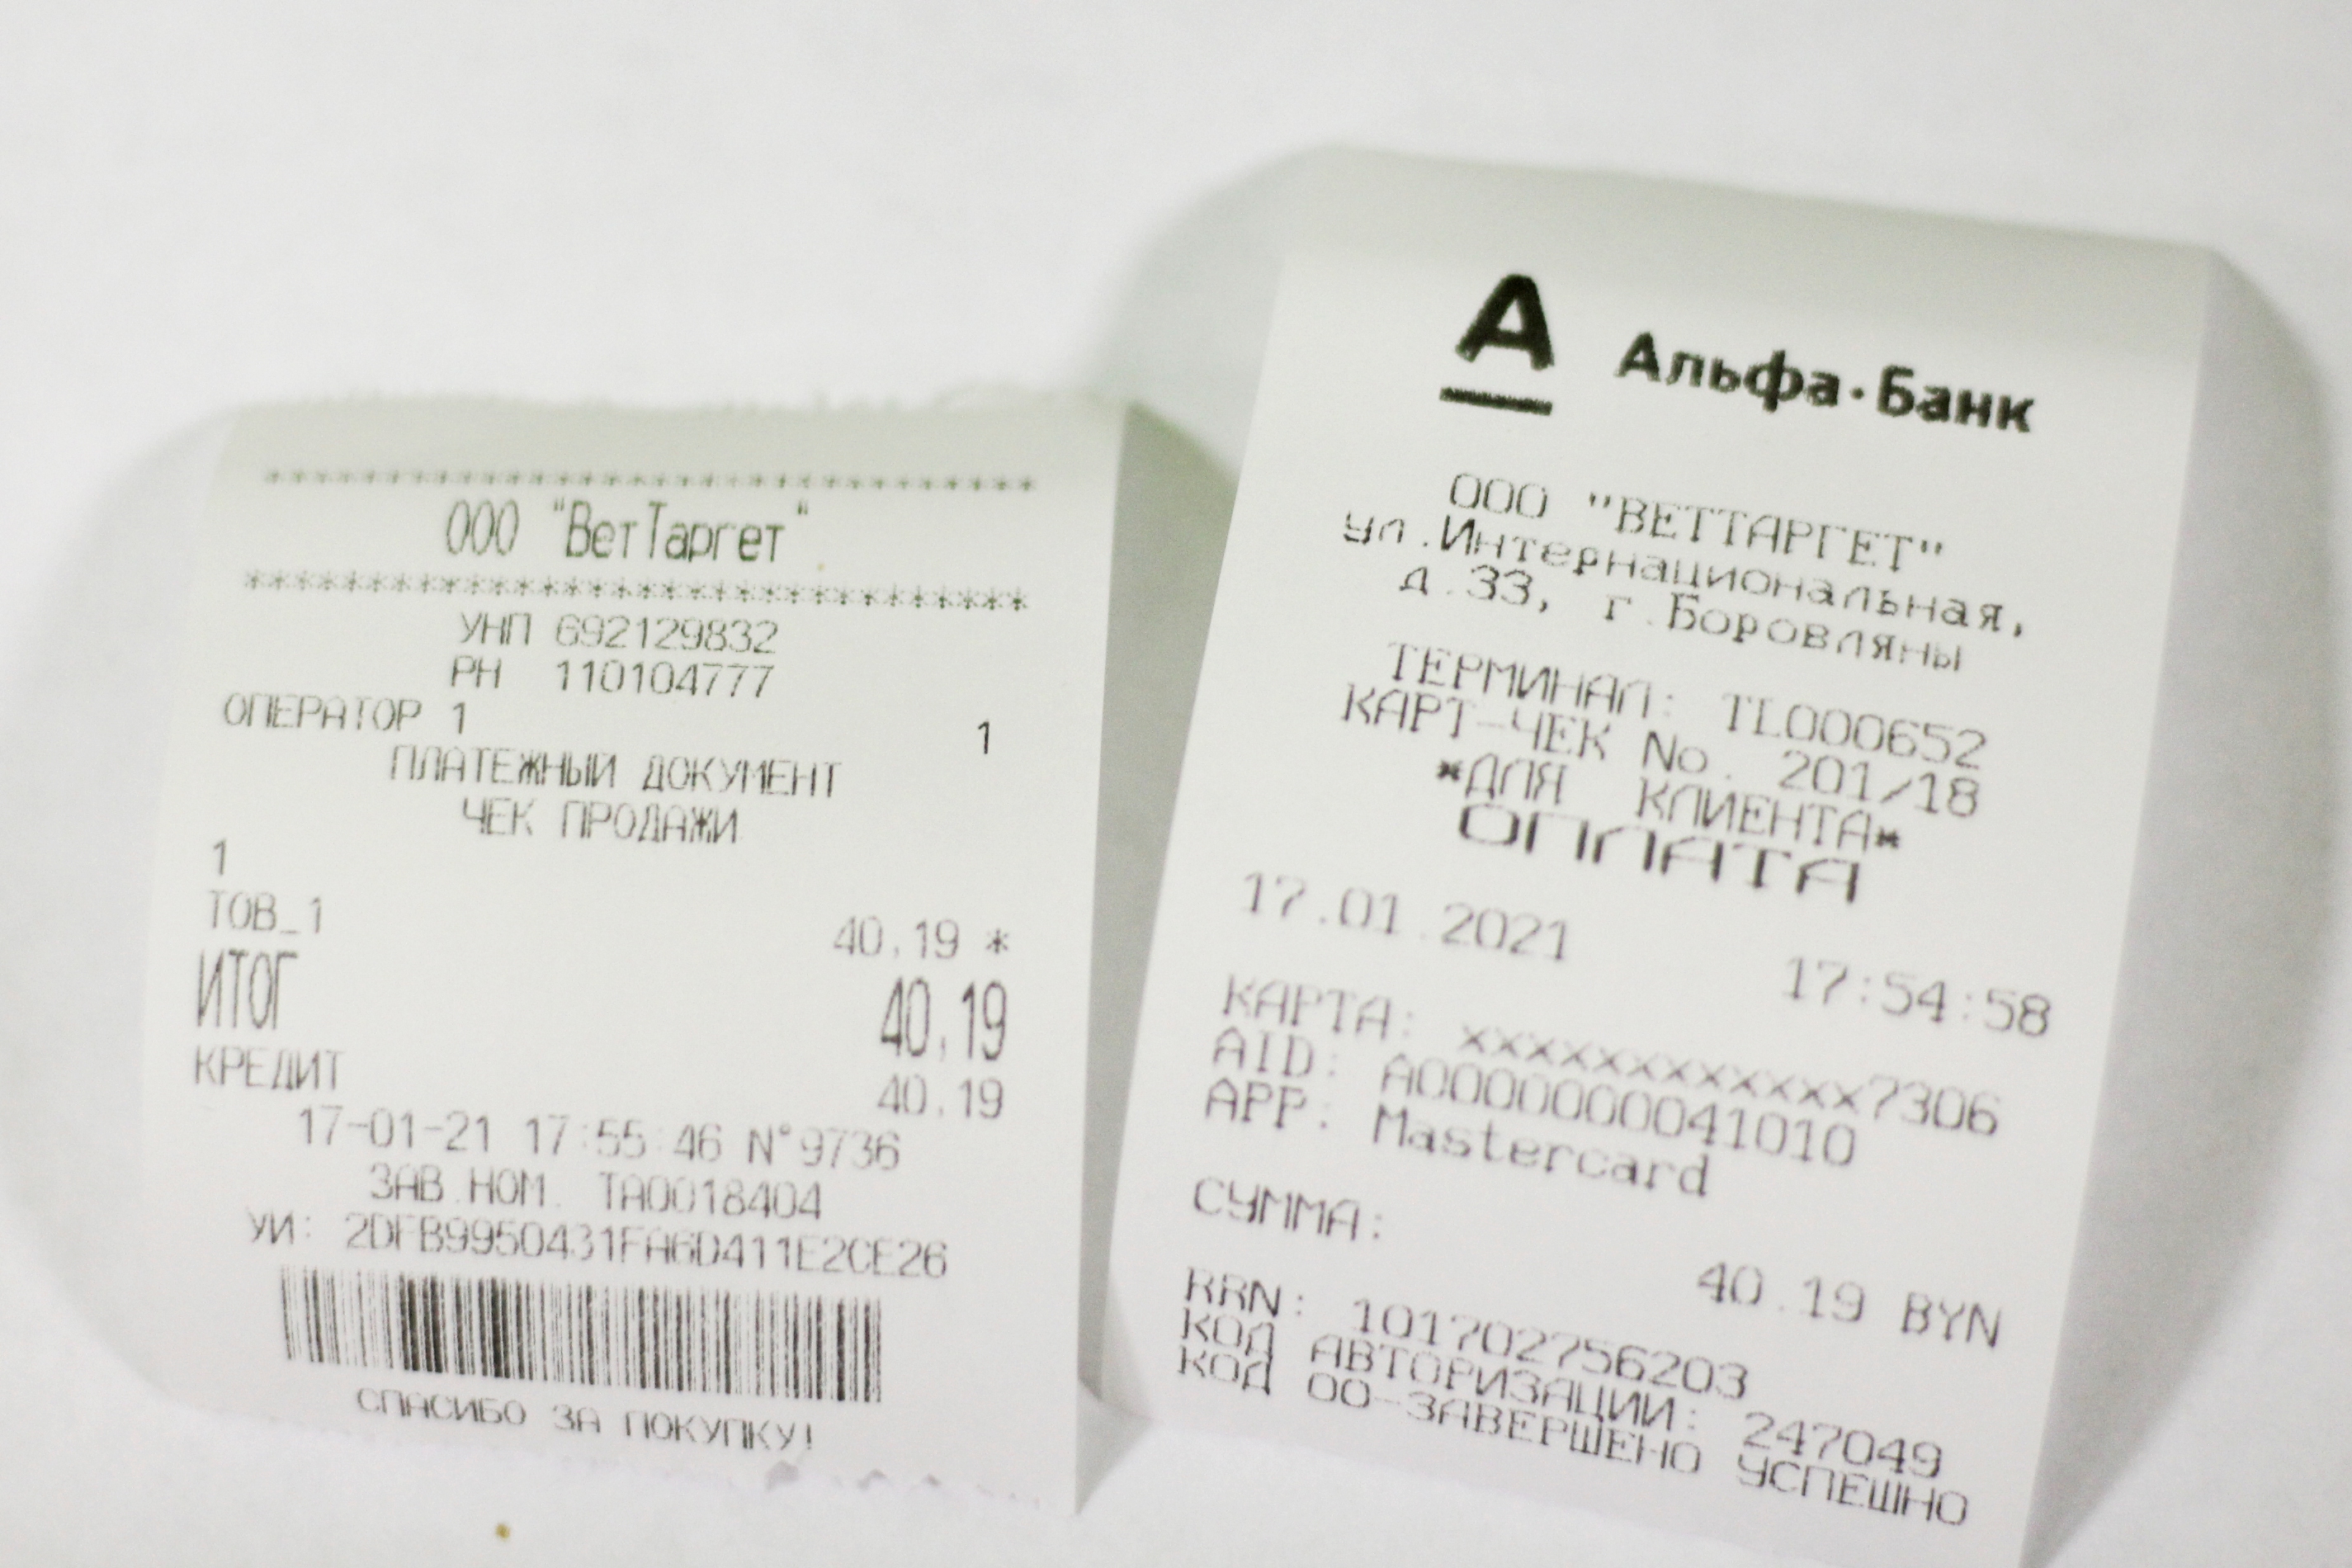 ********************************
ООО "ВетТаргет"
********************************
УНП 692129832
РН 110104777
ОПЕРАТОР 1 1
ПЛАТЕЖНЫЙ ДОКУМЕНТ
ЧЕК ПРОДАЖИ
1
ТОВ_1
40,19 *
ИТОГ 40,19
КРЕДИТ 40,19
17-01-21 17:55:46 N°9736
ЗАВ.НОМ. ТА0018404
УИ: 2DFB9950431FA6D411E2CE26
СПАСИБО ЗА ПОКУПКУ!
А Альфа·Банк
ООО "ВЕТТАРГЕТ"
ул.Интернациональная,
д.33, г.Боровляны
ТЕРМИНАЛ: TL000652
КАРТ-ЧЕК No. 201/18
*ДЛЯ КЛИЕНТА*
ОПЛАТА
17.01.2021 17:54:58
КАРТА: xxxxxxxxxxxx7306
AID: A0000000041010
APP: Mastercard
СУММА:
40.19 BYN
RRN: 101702756203
КОД АВТОРИЗАЦИИ: 247049
КОД 00-ЗАВЕРШЕНО УСПЕШНО